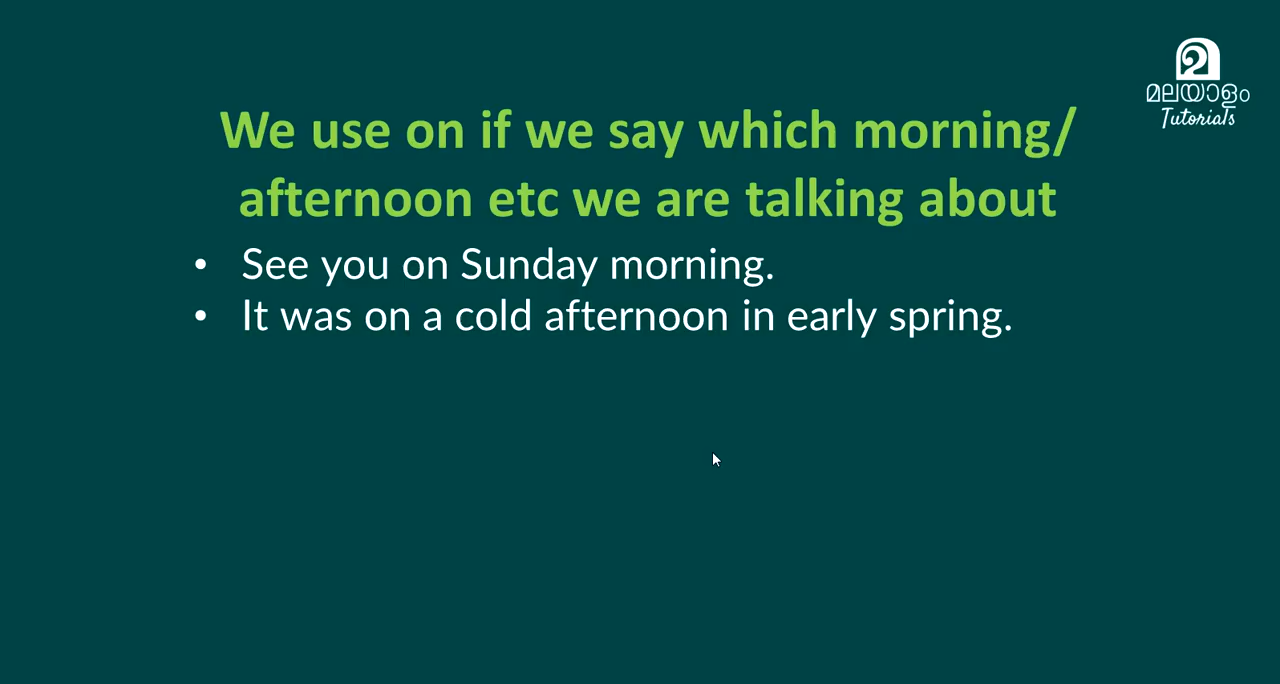 മലയാളം
Tutorials
We use on if we say which morning/
afternoon etc we are talking about
• See you on Sunday morning.
• It was on a cold afternoon in early spring.